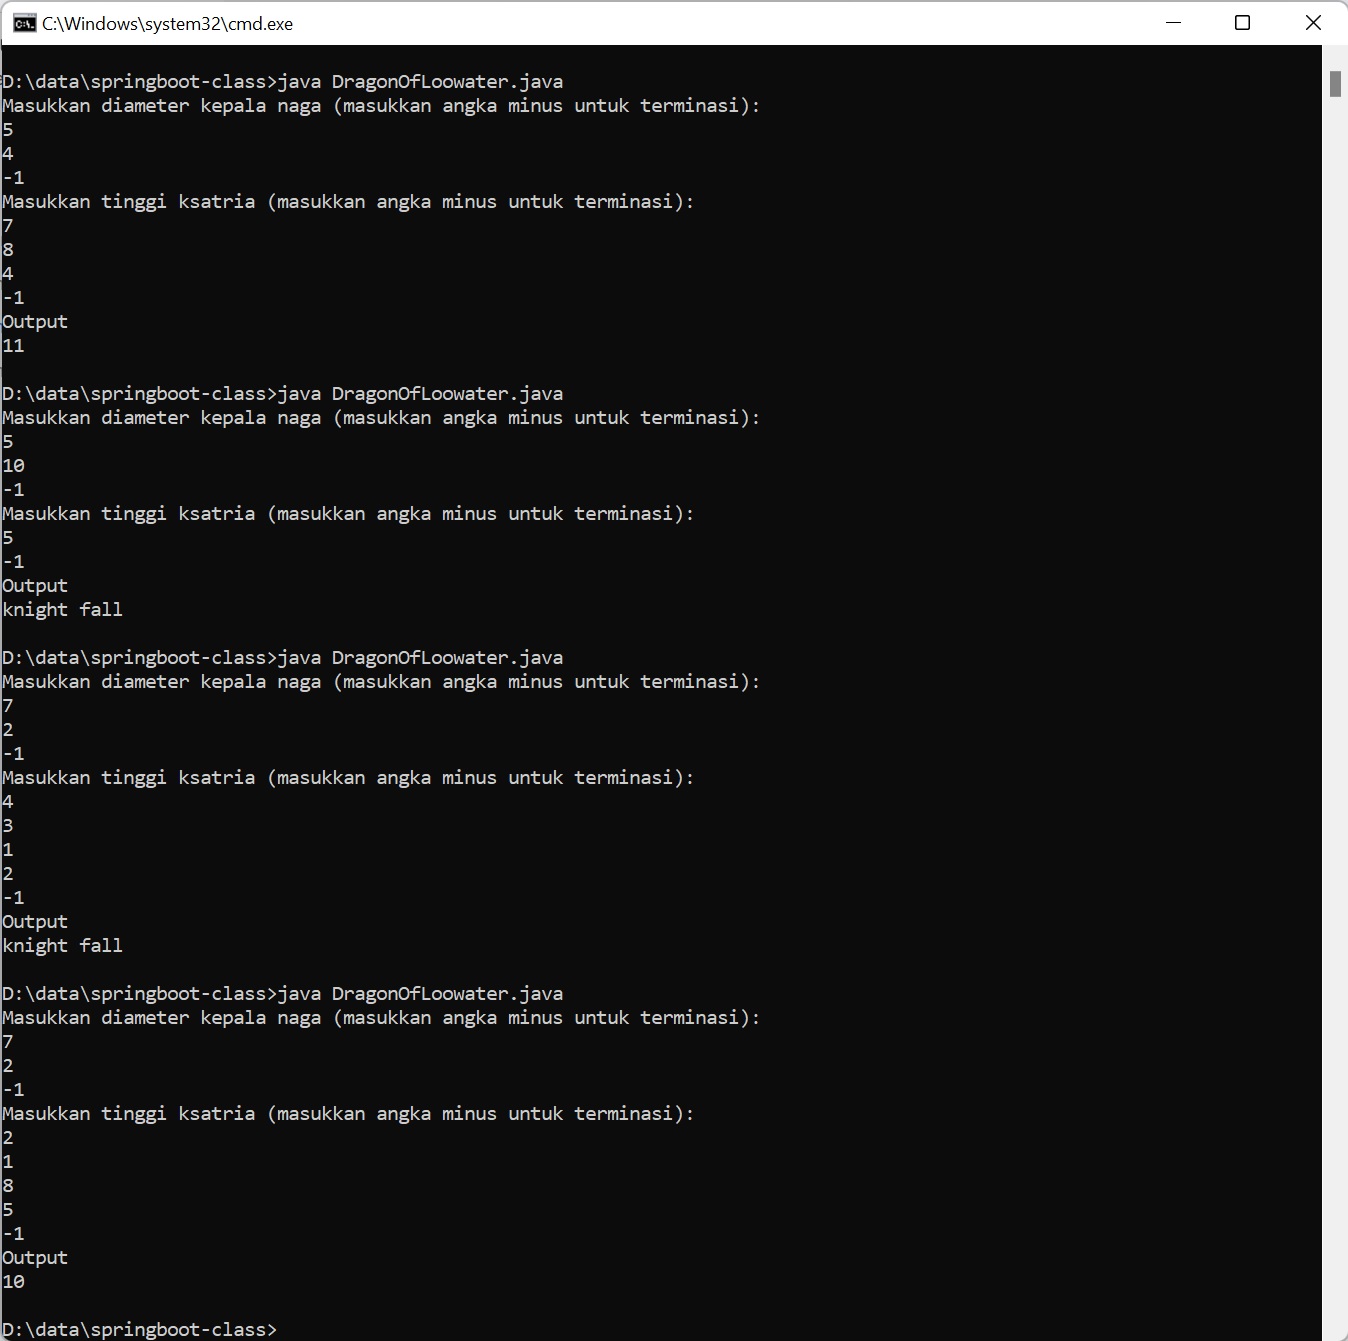 C:\Windows\system32\cmd.exe
D:\data\springboot-class>java DragonOfLoowater.java
Masukkan diameter kepala naga (masukkan angka minus untuk terminasi):
5
4
-1
Masukkan tinggi ksatria (masukkan angka minus untuk terminasi):
7
8
4
-1
Output
11
D:\data\springboot-class>java DragonOfLoowater.java
Masukkan diameter kepala naga (masukkan angka minus untuk terminasi):
5
10
-1
Masukkan tinggi ksatria (masukkan angka minus untuk terminasi):
5
-1
Output
knight fall
D:\data\springboot-class>java DragonOfLoowater.java
Masukkan diameter kepala naga (masukkan angka minus untuk terminasi):
7
2
-1
Masukkan tinggi ksatria (masukkan angka minus untuk terminasi):
4
3
1
2
-1
Output
knight fall
D:\data\springboot-class>java DragonOfLoowater.java
Masukkan diameter kepala naga (masukkan angka minus untuk terminasi):
7
2
-1
Masukkan tinggi ksatria (masukkan angka minus untuk terminasi):
2
1
8
5
-1
Output
10
D:\data\springboot-class>